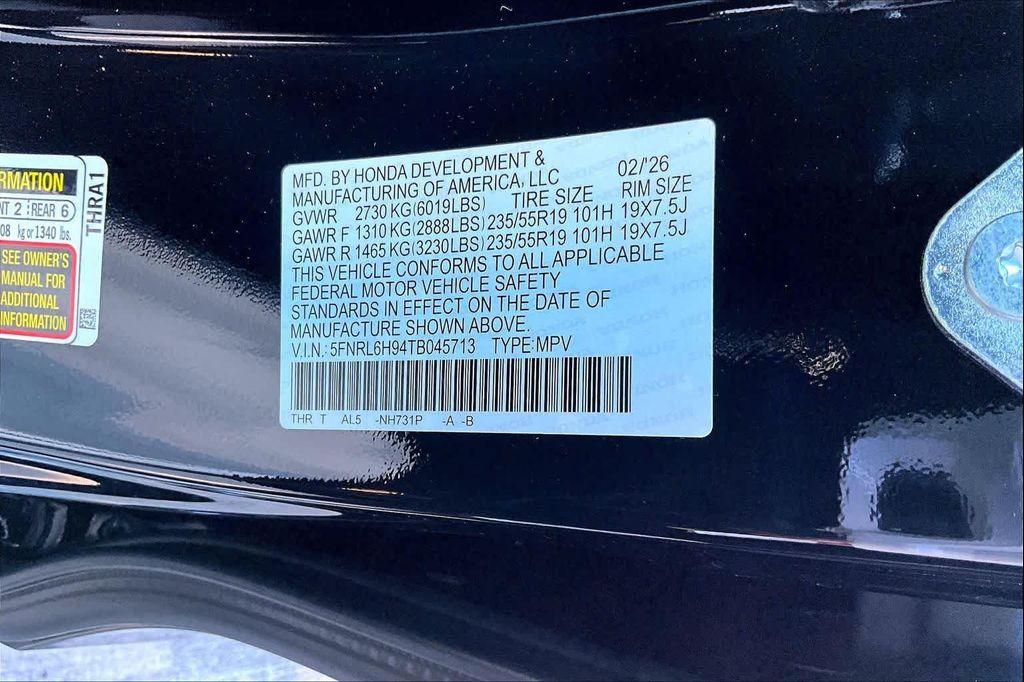 RMATION
NT 2 REAR 6
08 kg or 1340 lbs.
SEE OWNER'S
MANUAL FOR
ADDITIONAL
INFORMATION
THRA1
MFD. BY HONDA DEVELOPMENT &
MANUFACTURING OF AMERICA, LLC 02/'26
GVWR 2730 KG(6019LBS) TIRE SIZE RIM SIZE
GAWR F 1310 KG(2888LBS) 235/55R19 101H 19X7.5J
GAWR R 1465 KG(3230LBS) 235/55R19 101H 19X7.5J
THIS VEHICLE CONFORMS TO ALL APPLICABLE
FEDERAL MOTOR VEHICLE SAFETY
STANDARDS IN EFFECT ON THE DATE OF
MANUFACTURE SHOWN ABOVE.
V.I.N.: 5FNRL6H94TB045713 TYPE:MPV
THR T AL5 -NH731P -A -B